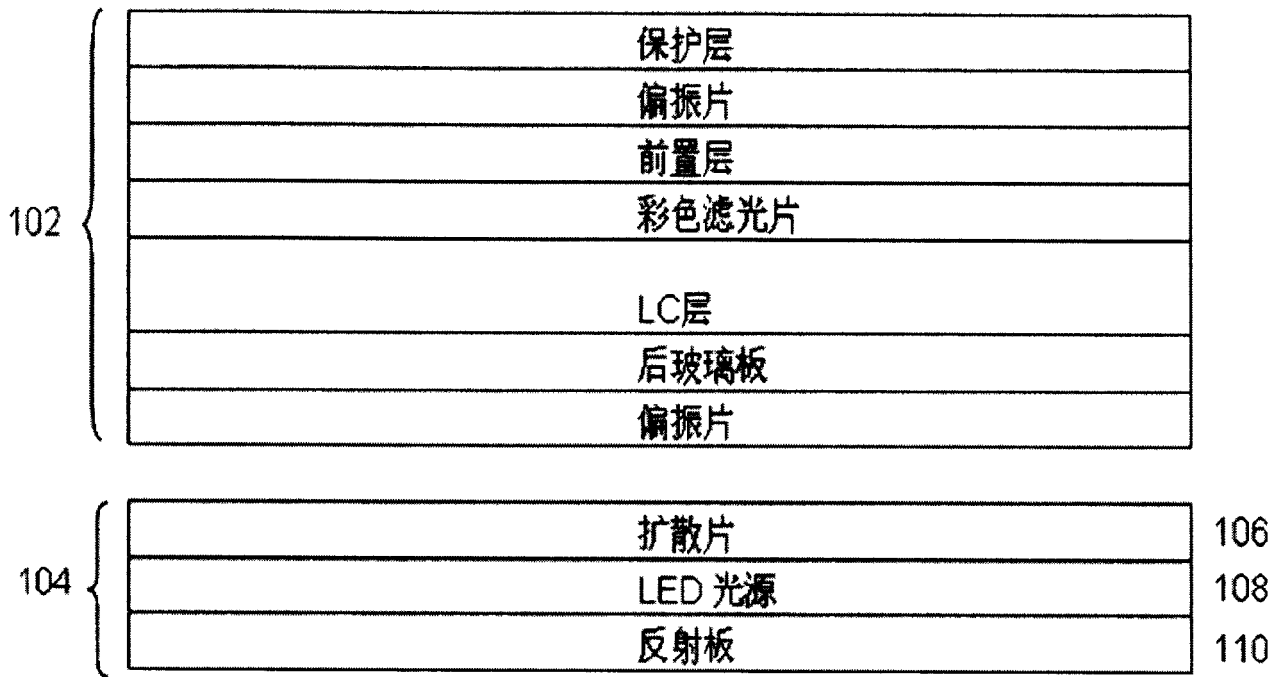 保护层
偏振片
前置层
彩色滤光片
102
LC层
后玻璃板
偏振片
扩散片 106
104 LED 光源 108
反射板 110